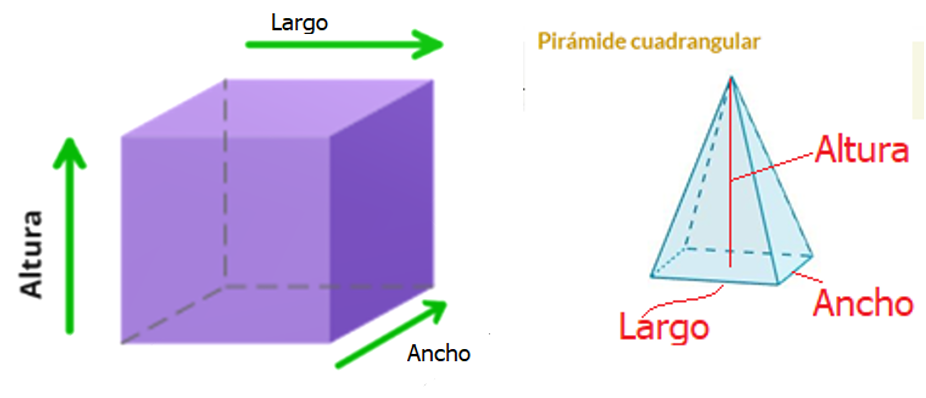 Largo
Altura
Ancho
Pirámide cuadrangular
Altura
Ancho
Largo